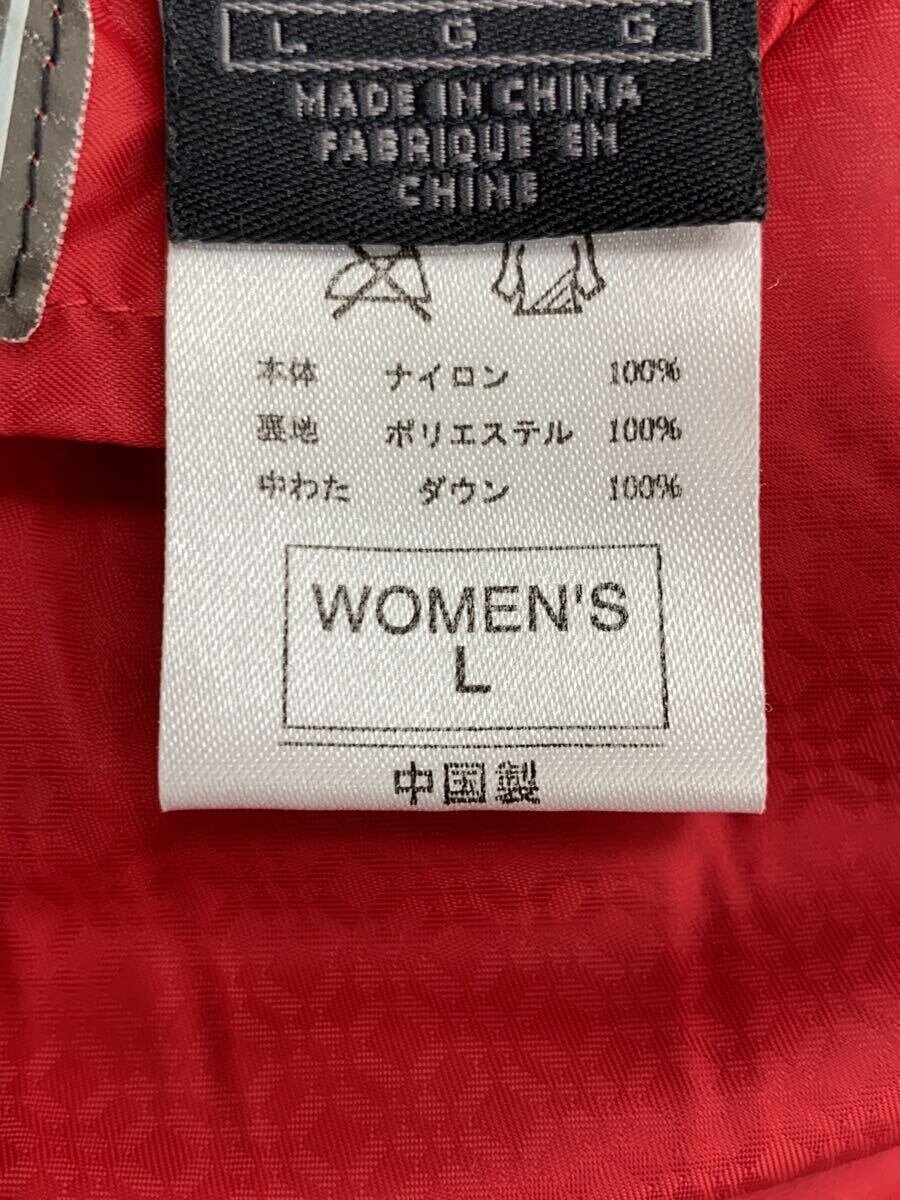 L G G
MADE IN CHINA
FABRIQUE EN
CHINE
本体 ナイロン 100%
裏地 ポリエステル 100%
中わた ダウン 100%
WOMEN'S
L
中国製